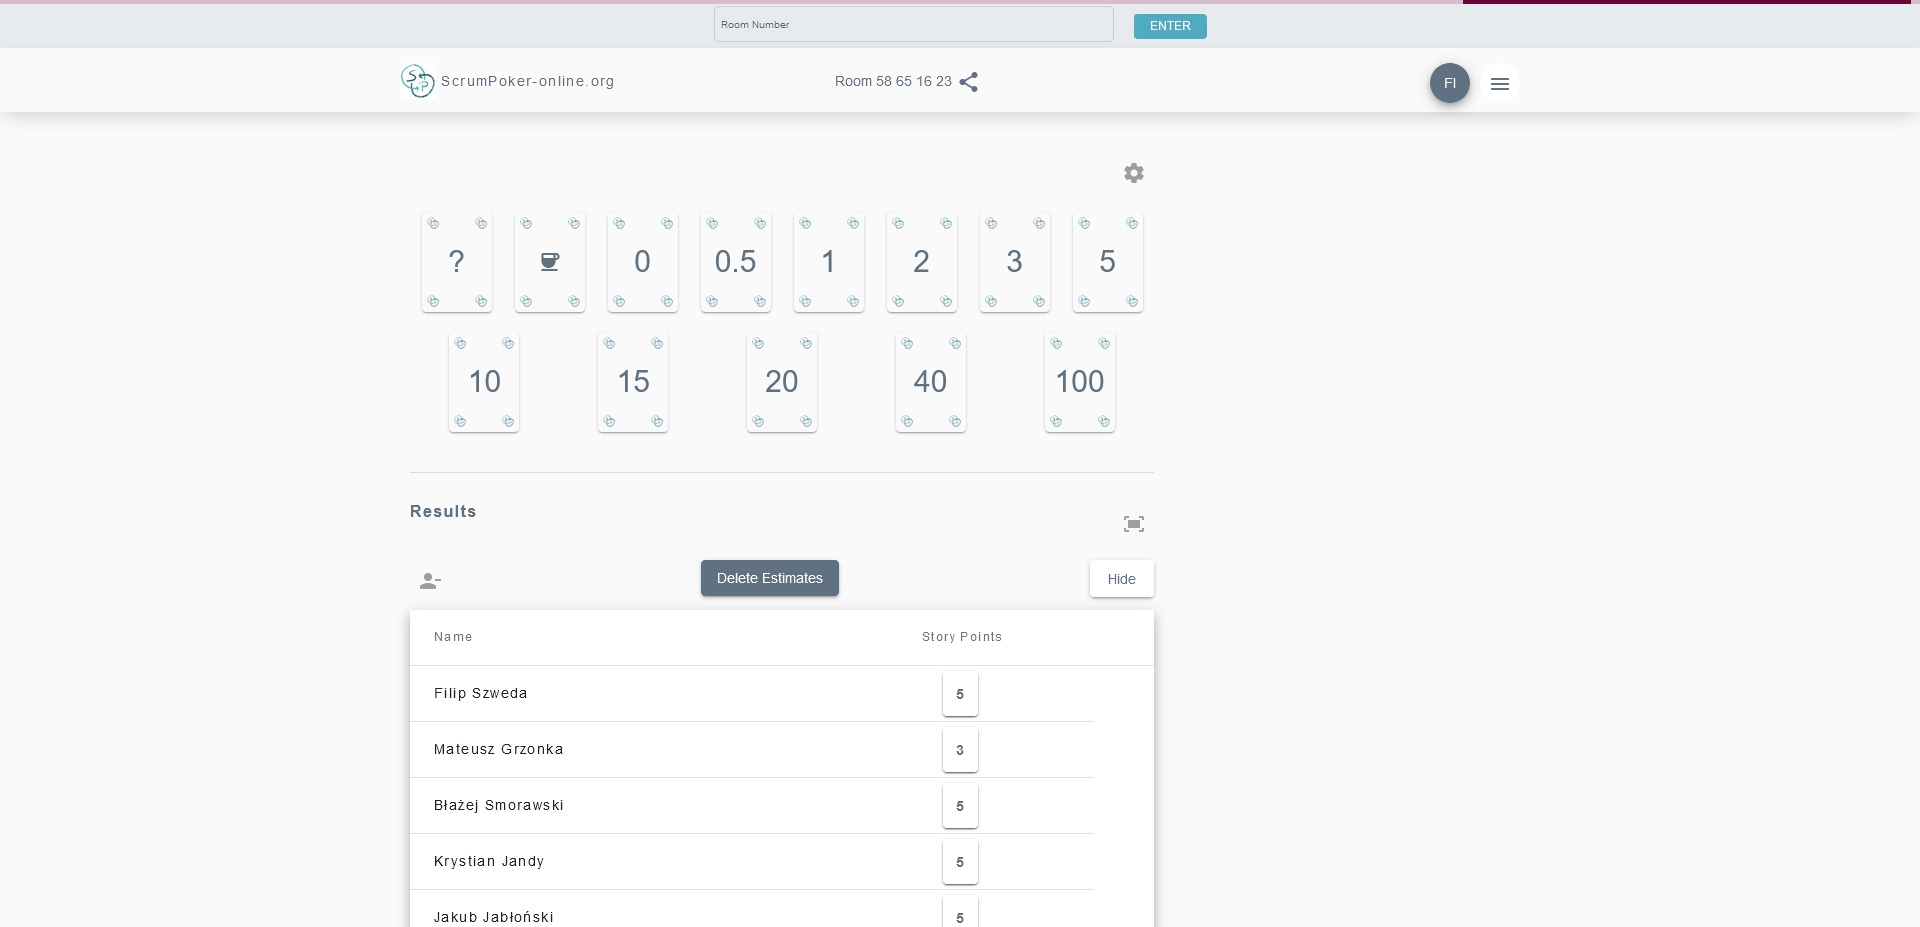 Room Number
ENTER
ScrumPoker-online.org
Room 58 65 16 23
FI
?
0
0.5
1
2
3
5
10
15
20
40
100
Results
Delete Estimates
Hide
Name Story Points
Filip Szweda 5
Mateusz Grzonka 3
Błażej Smorawski 5
Krystian Jandy 5
Jakub Jabłoński 5